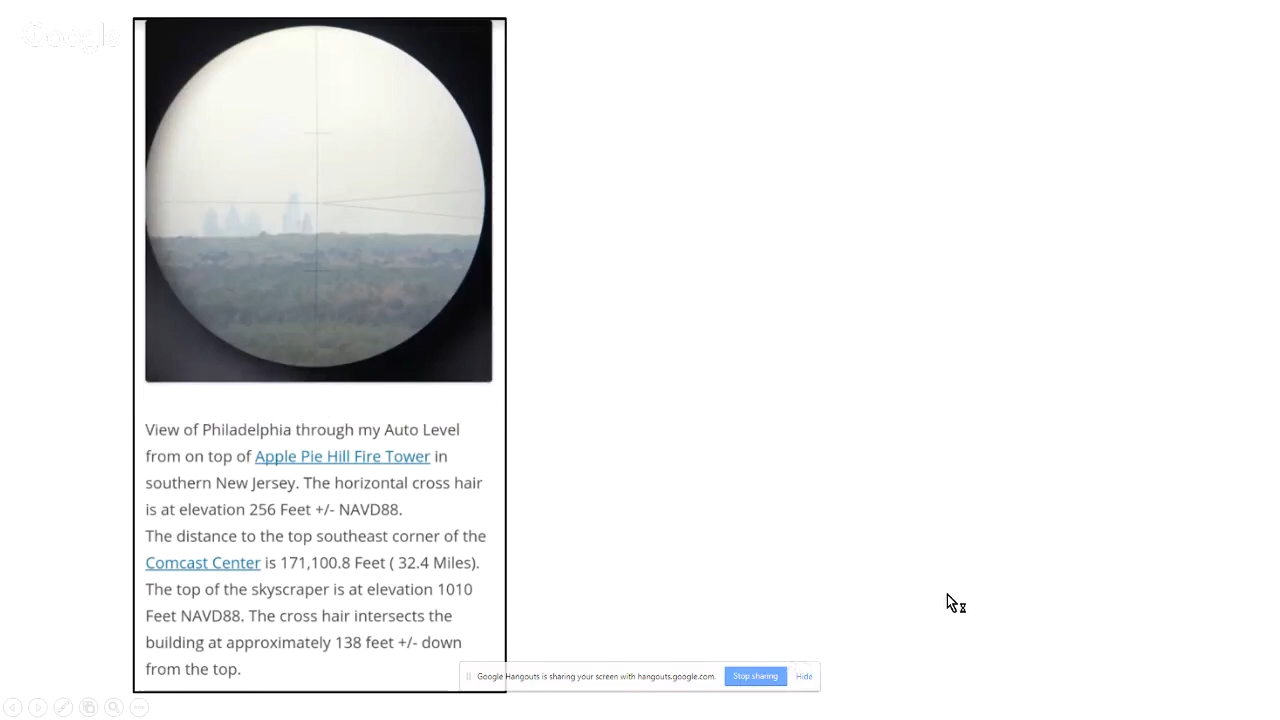 Google
View of Philadelphia through my Auto Level
from on top of Apple Pie Hill Fire Tower in
southern New Jersey. The horizontal cross hair
is at elevation 256 Feet +/- NAVD88.
The distance to the top southeast corner of the
Comcast Center is 171,100.8 Feet ( 32.4 Miles).
The top of the skyscraper is at elevation 1010
Feet NAVD88. The cross hair intersects the
building at approximately 138 feet +/- down
from the top.
Google Hangouts is sharing your screen with hangouts.google.com. Stop sharing Hide